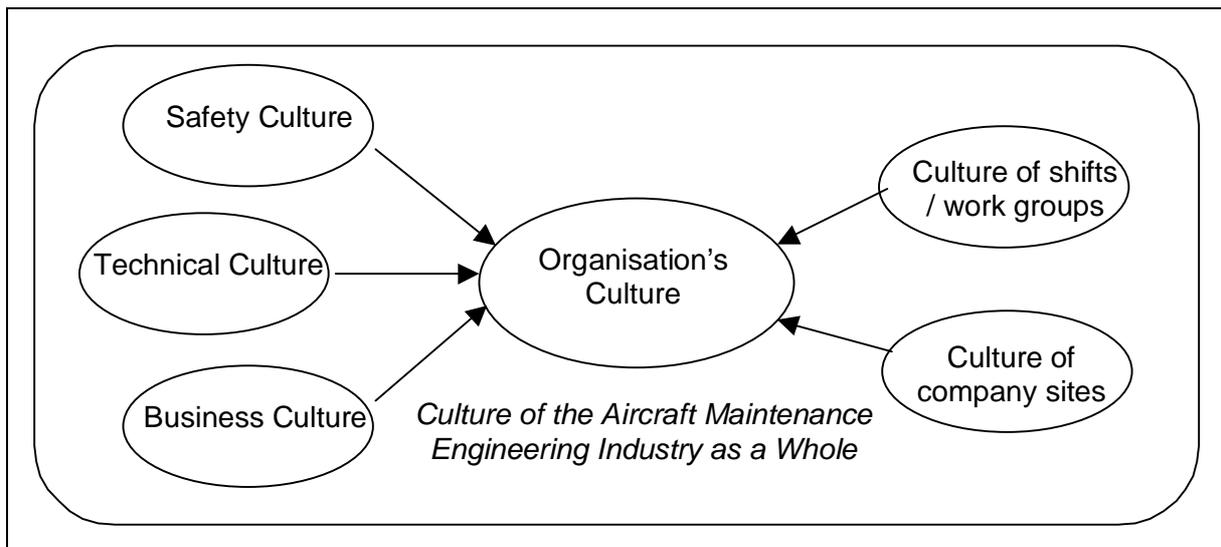 Safety Culture
Technical Culture
Business Culture
Organisation's
Culture
Culture of shifts
/ work groups
Culture of
company sites
Culture of the Aircraft Maintenance
Engineering Industry as a Whole